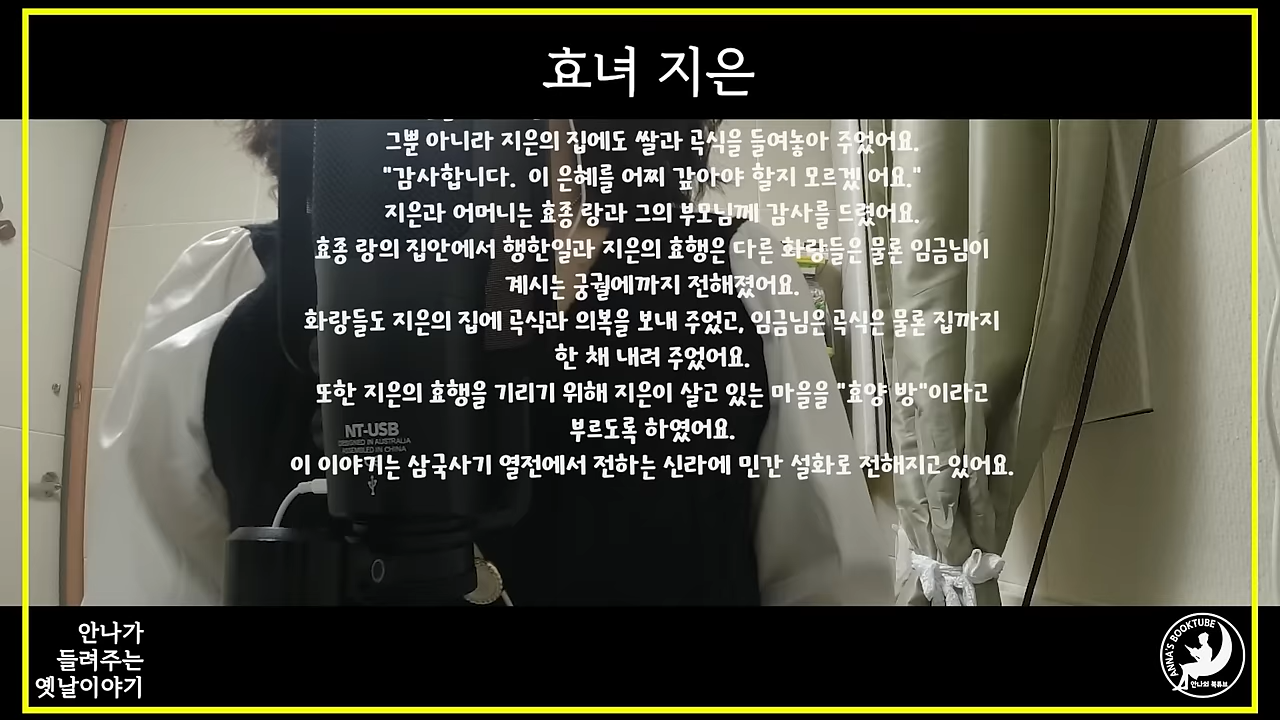 효녀 지은
그뿐 아니라 지은의 집에도 쌀과 곡식을 들여놓아 주었어요.
"감사합니다. 이 은혜를 어찌 갚아야 할지 모르겠 어요."
지은과 어머니는 효종 랑과 그의 부모님께 감사를 드렸어요.
효종 랑의 집안에서 행한일과 지은의 효행은 다른 화랑들은 물론 임금님이
계시는 궁궐에까지 전해졌어요.
화랑들도 지은의 집에 곡식과 의복을 보내 주었고, 임금님은 곡식은 물론 집까지
한 채 내려 주었어요.
또한 지은의 효행을 기리기 위해 지은이 살고 있는 마을을 "효양 방"이라고
부르도록 하였어요.
NT-USB
DESIGNED IN AUSTRALIA
ASSEMBLED IN CHINA
이 이야기는 삼국사기 열전에서 전하는 신라에 민간 설화로 전해지고 있어요.
안나가
들려주는
옛날이야기
ANNA'S BOOKTUBE
안나의 북튜브